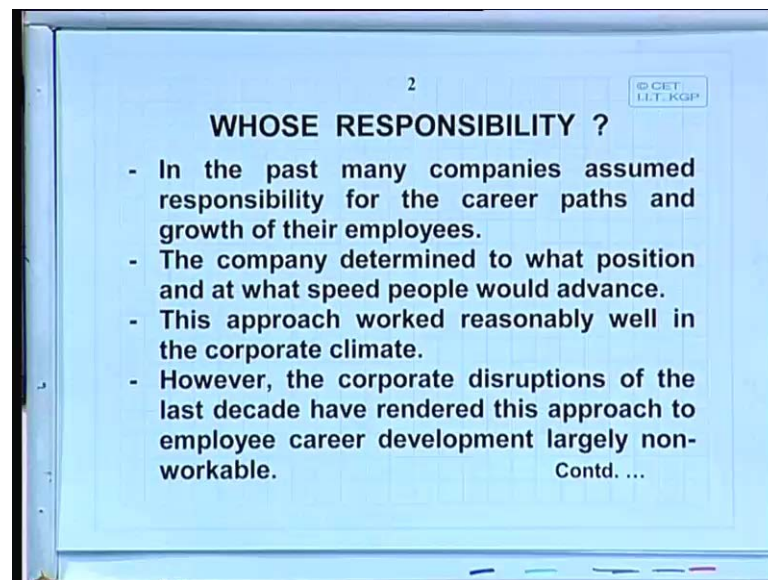 2
© CET
I.I.T. KGP
WHOSE RESPONSIBILITY ?
- In the past many companies assumed
responsibility for the career paths and
growth of their employees.
- The company determined to what position
and at what speed people would advance.
- This approach worked reasonably well in
the corporate climate.
- However, the corporate disruptions of the
last decade have rendered this approach to
employee career development largely non-
workable.
Contd. ...